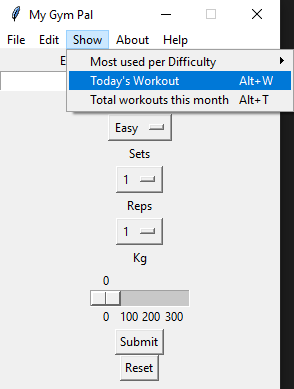 My Gym Pal
File Edit Show About Help
Most used per Difficulty
Today's Workout Alt+W
Total workouts this month Alt+T
Easy
Sets
1
Reps
1
Kg
0
0 100 200 300
Submit
Reset